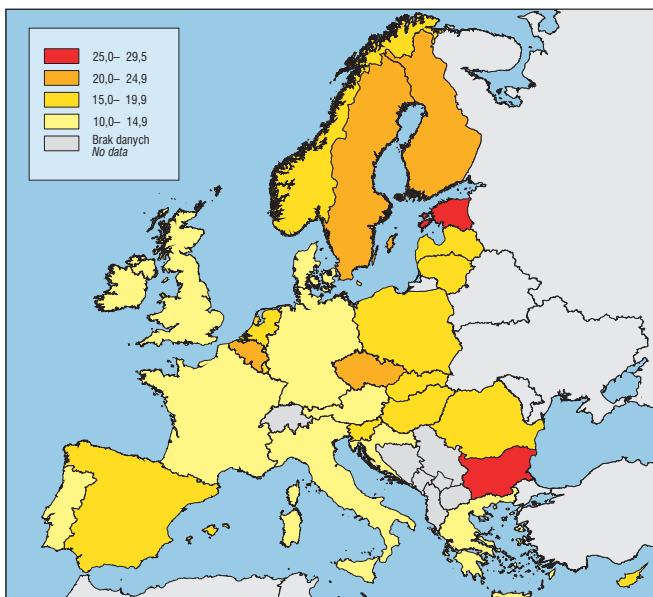 25,0– 29,5
20,0– 24,9
15,0– 19,9
10,0– 14,9
Brak danych
No data